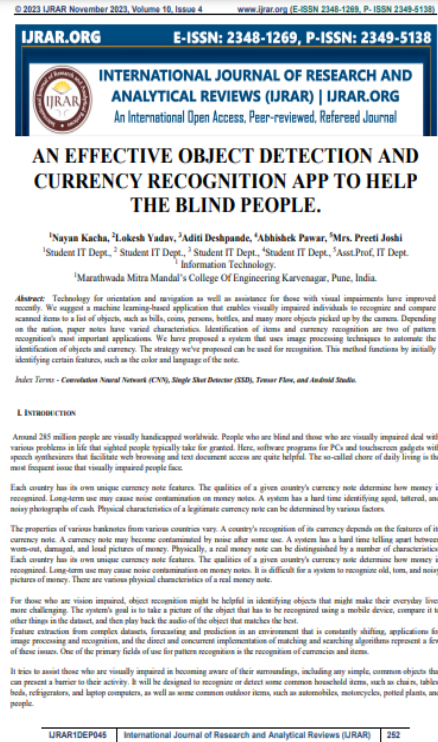 © 2023 IJRAR November 2023, Volume 10, Issue 4 www.ijrar.org (E-ISSN 2348-1269, P- ISSN 2349-5138)
IJRAR.ORG E-ISSN: 2348-1269, P-ISSN: 2349-5138
IJRAR
INTERNATIONAL JOURNAL OF RESEARCH AND
ANALYTICAL REVIEWS (IJRAR) | IJRAR.ORG
An International Open Access, Peer-reviewed, Refereed Journal
AN EFFECTIVE OBJECT DETECTION AND
CURRENCY RECOGNITION APP TO HELP
THE BLIND PEOPLE.
¹Nayan Kacha, ²Lokesh Yadav, ³Aditi Deshpande, ⁴Abhishek Pawar, ⁵Mrs. Preeti Joshi
¹Student IT Dept., ² Student IT Dept., ³ Student IT Dept., ⁴Student IT Dept., ⁵Asst.Prof, IT Dept.
¹ Information Technology.
¹Marathwada Mitra Mandal's College Of Engineering Karvenagar, Pune, India.
Abstract: Technology for orientation and navigation as well as assistance for those with visual impairments have improved
recently. We suggest a machine learning-based application that enables visually impaired individuals to recognize and compare
scanned items to a list of objects, such as bills, coins, persons, bottles, and many more objects picked up by the camera. Depending
on the nation, paper notes have varied characteristics. Identification of items and currency recognition are two of pattern
recognition's most important applications. We have proposed a system that uses image processing techniques to automate the
identification of objects and currency. The strategy we've proposed can be used for recognition. This method functions by initially
identifying certain features, such as the color and language of the note.
Index Terms - Convolution Neural Network (CNN), Single Shot Detector (SSD), Tensor Flow, and Android Studio.
I. INTRODUCTION
Around 285 million people are visually handicapped worldwide. People who are blind and those who are visually impaired deal with
various problems in life that sighted people typically take for granted. Here, software programs for PCs and touchscreen gadgets with
speech synthesizers that facilitate web browsing and text document access are quite helpful. The so-called chore of daily living is the
most frequent issue that visually impaired people face.
Each country has its own unique currency note features. The qualities of a given country's currency note determine how money i
recognized. Long-term use may cause noise contamination on money notes. A system has a hard time identifying aged, tattered, an
noisy photographs of cash. Physical characteristics of a legitimate currency note can be determined by various factors.
The properties of various banknotes from various countries vary. A country's recognition of its currency depends on the features of it
currency note. A currency note may become contaminated by noise after some use. A system has a hard time telling apart between
worn-out, damaged, and loud pictures of money. Physically, a real money note can be distinguished by a number of characteristics
Each country has its own unique currency note features. The qualities of a given country's currency note determine how money i
recognized. Long-term use may cause noise contamination on money notes. It is difficult for a system to recognize old, torn, and noisy
pictures of money. There are various physical characteristics of a real money note.
For those who are vision impaired, object recognition might be helpful in identifying objects that might make their everyday live
more challenging. The system's goal is to take a picture of the object that has to be recognized using a mobile device, compare it t
other things in the dataset, and then play back the audio of the object that matches the best.
Feature extraction from complex datasets, forecasting and prediction in an environment that is constantly shifting, applications fo
image processing and recognition, and the direct and concurrent implementation of matching and searching algorithms represent a few
of these issues. One of the primary fields of use for pattern recognition is the recognition of currencies and items.
It tries to assist those who are visually impaired in becoming aware of their surroundings, including any simple, common objects tha
can present a barrier to their activity. It will be designed to recognize or detect some common household items, such as chairs, tables
beds, refrigerators, and laptop computers, as well as some common outdoor items, such as automobiles, motorcycles, potted plants, and
people.
IJRAR1DEP045 International Journal of Research and Analytical Reviews (IJRAR) 252